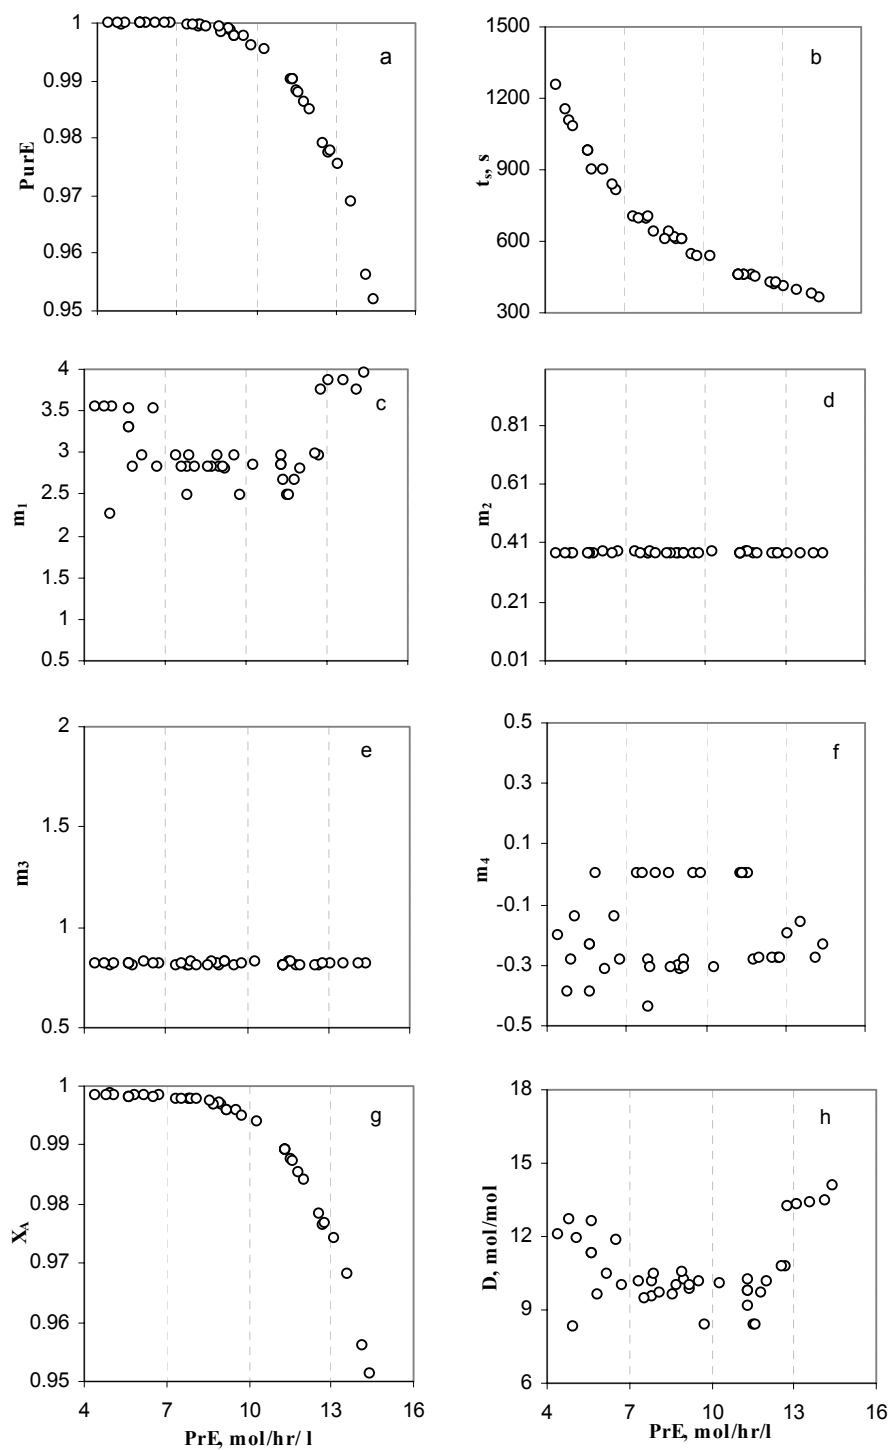 1
0.99
0.98
0.97
0.96
0.95
PurE
a
1500
1200
900
600
300
ts, s
b
4
3.5
3
2.5
2
1.5
1
0.5
m1
c
0.81
0.61
0.41
0.21
0.01
m2
d
2
1.5
1
0.5
m3
e
0.5
0.3
0.1
-0.1
-0.3
-0.5
m4
f
1
0.99
0.98
0.97
0.96
0.95
XA
g
4 7 10 13 16
PrE, mol/hr/ l
18
15
12
9
6
D, mol/mol
h
4 7 10 13 16
PrE, mol/hr/l